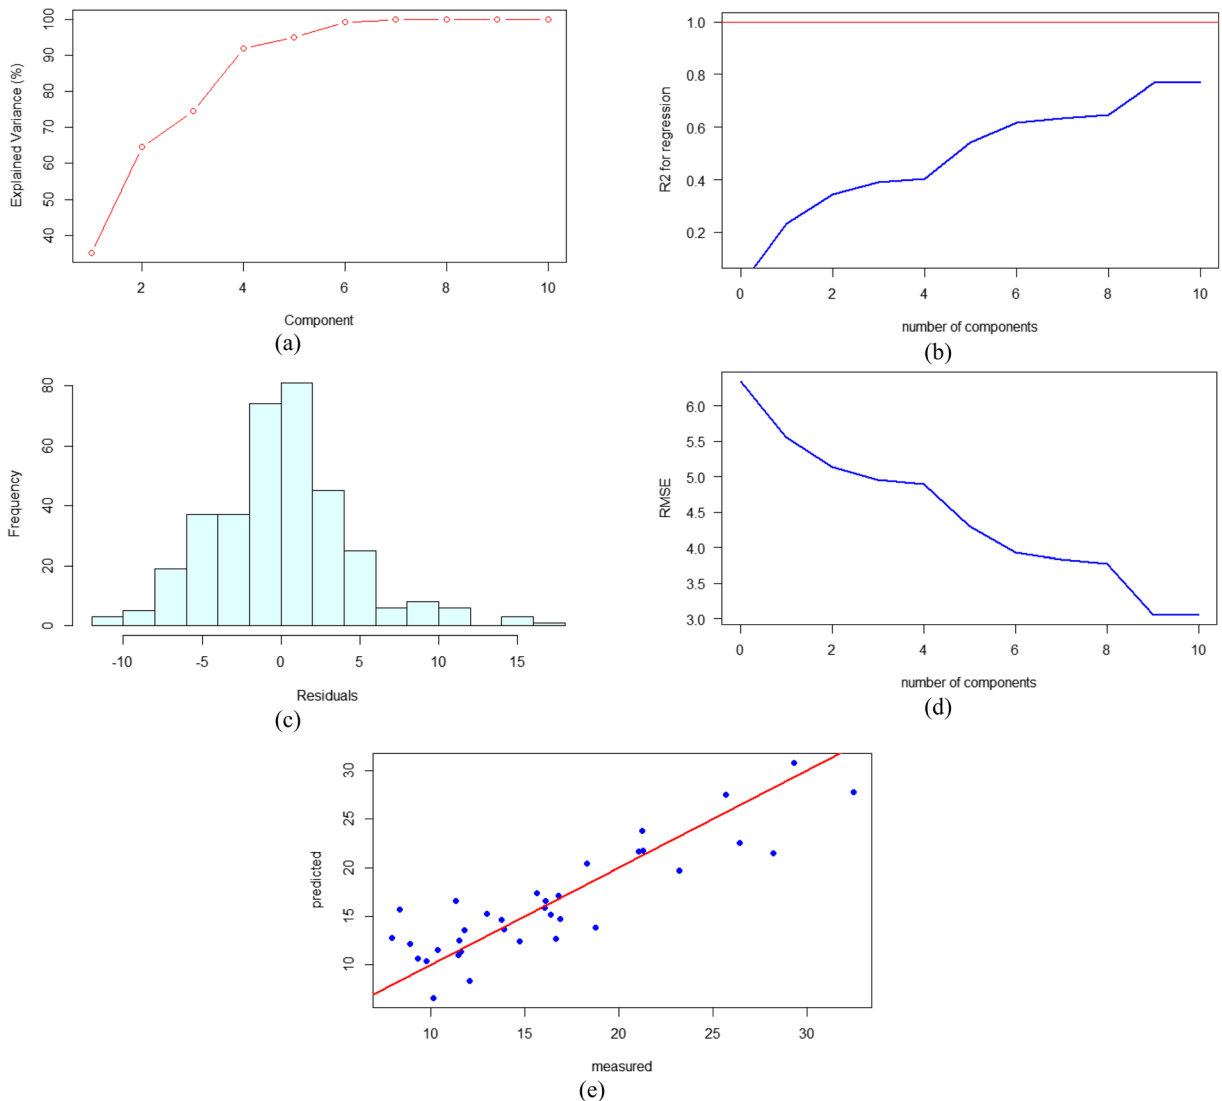 Explained Variance (%)
100
90
80
70
60
50
40
2 4 6 8 10
Component
(a)
R2 for regression
1.0
0.8
0.6
0.4
0.2
0 2 4 6 8 10
number of components
(b)
Frequency
80
60
40
20
0
-10 -5 0 5 10 15
Residuals
(c)
RMSE
6.0
5.5
5.0
4.5
4.0
3.5
3.0
0 2 4 6 8 10
number of components
(d)
predicted
30
25
20
15
10
10 15 20 25 30
measured
(e)